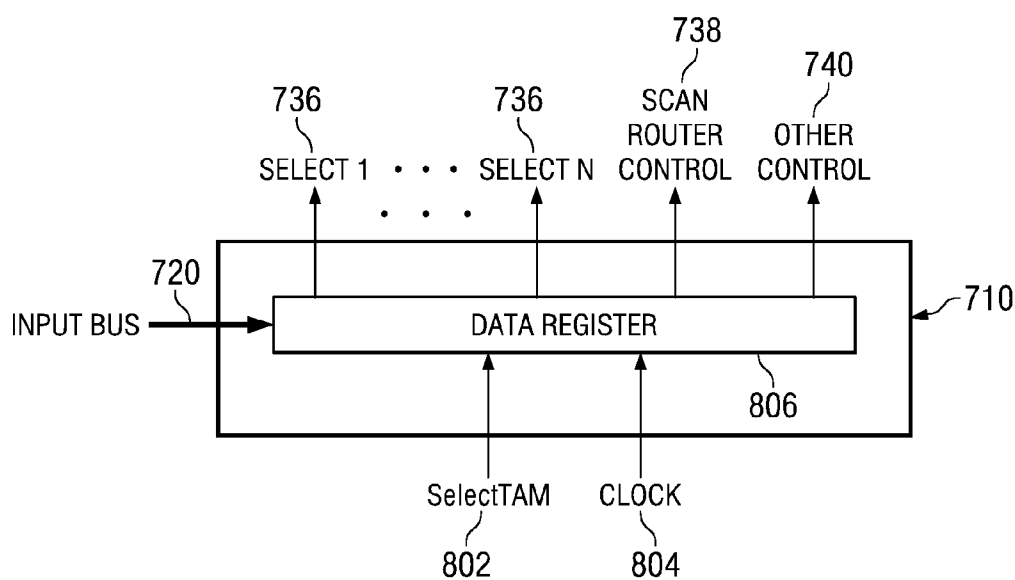 738
740
736
736
SCAN
ROUTER
CONTROL
OTHER
CONTROL
SELECT 1 . . . SELECT N
. . .
720
INPUT BUS
DATA REGISTER
710
806
SelectTAM
CLOCK
802
804